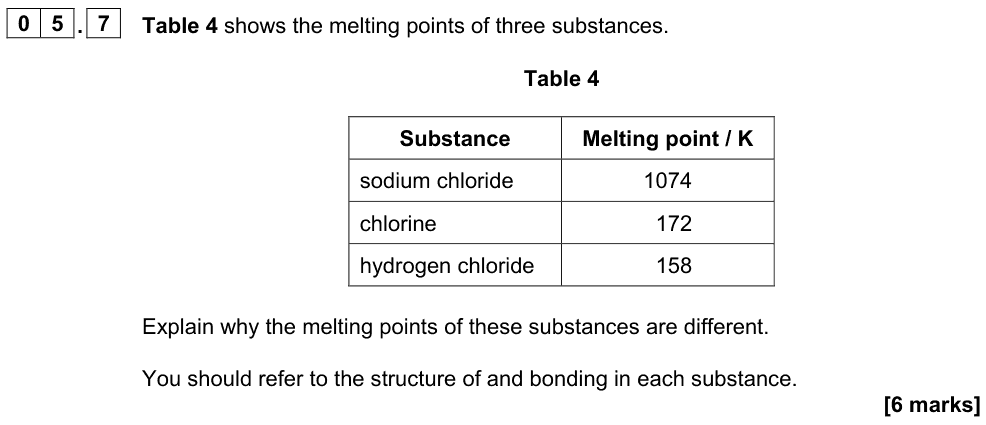 0 5 . 7 Table 4 shows the melting points of three substances.
Table 4
Substance Melting point / K
sodium chloride 1074
chlorine 172
hydrogen chloride 158
Explain why the melting points of these substances are different.
You should refer to the structure of and bonding in each substance.
[6 marks]